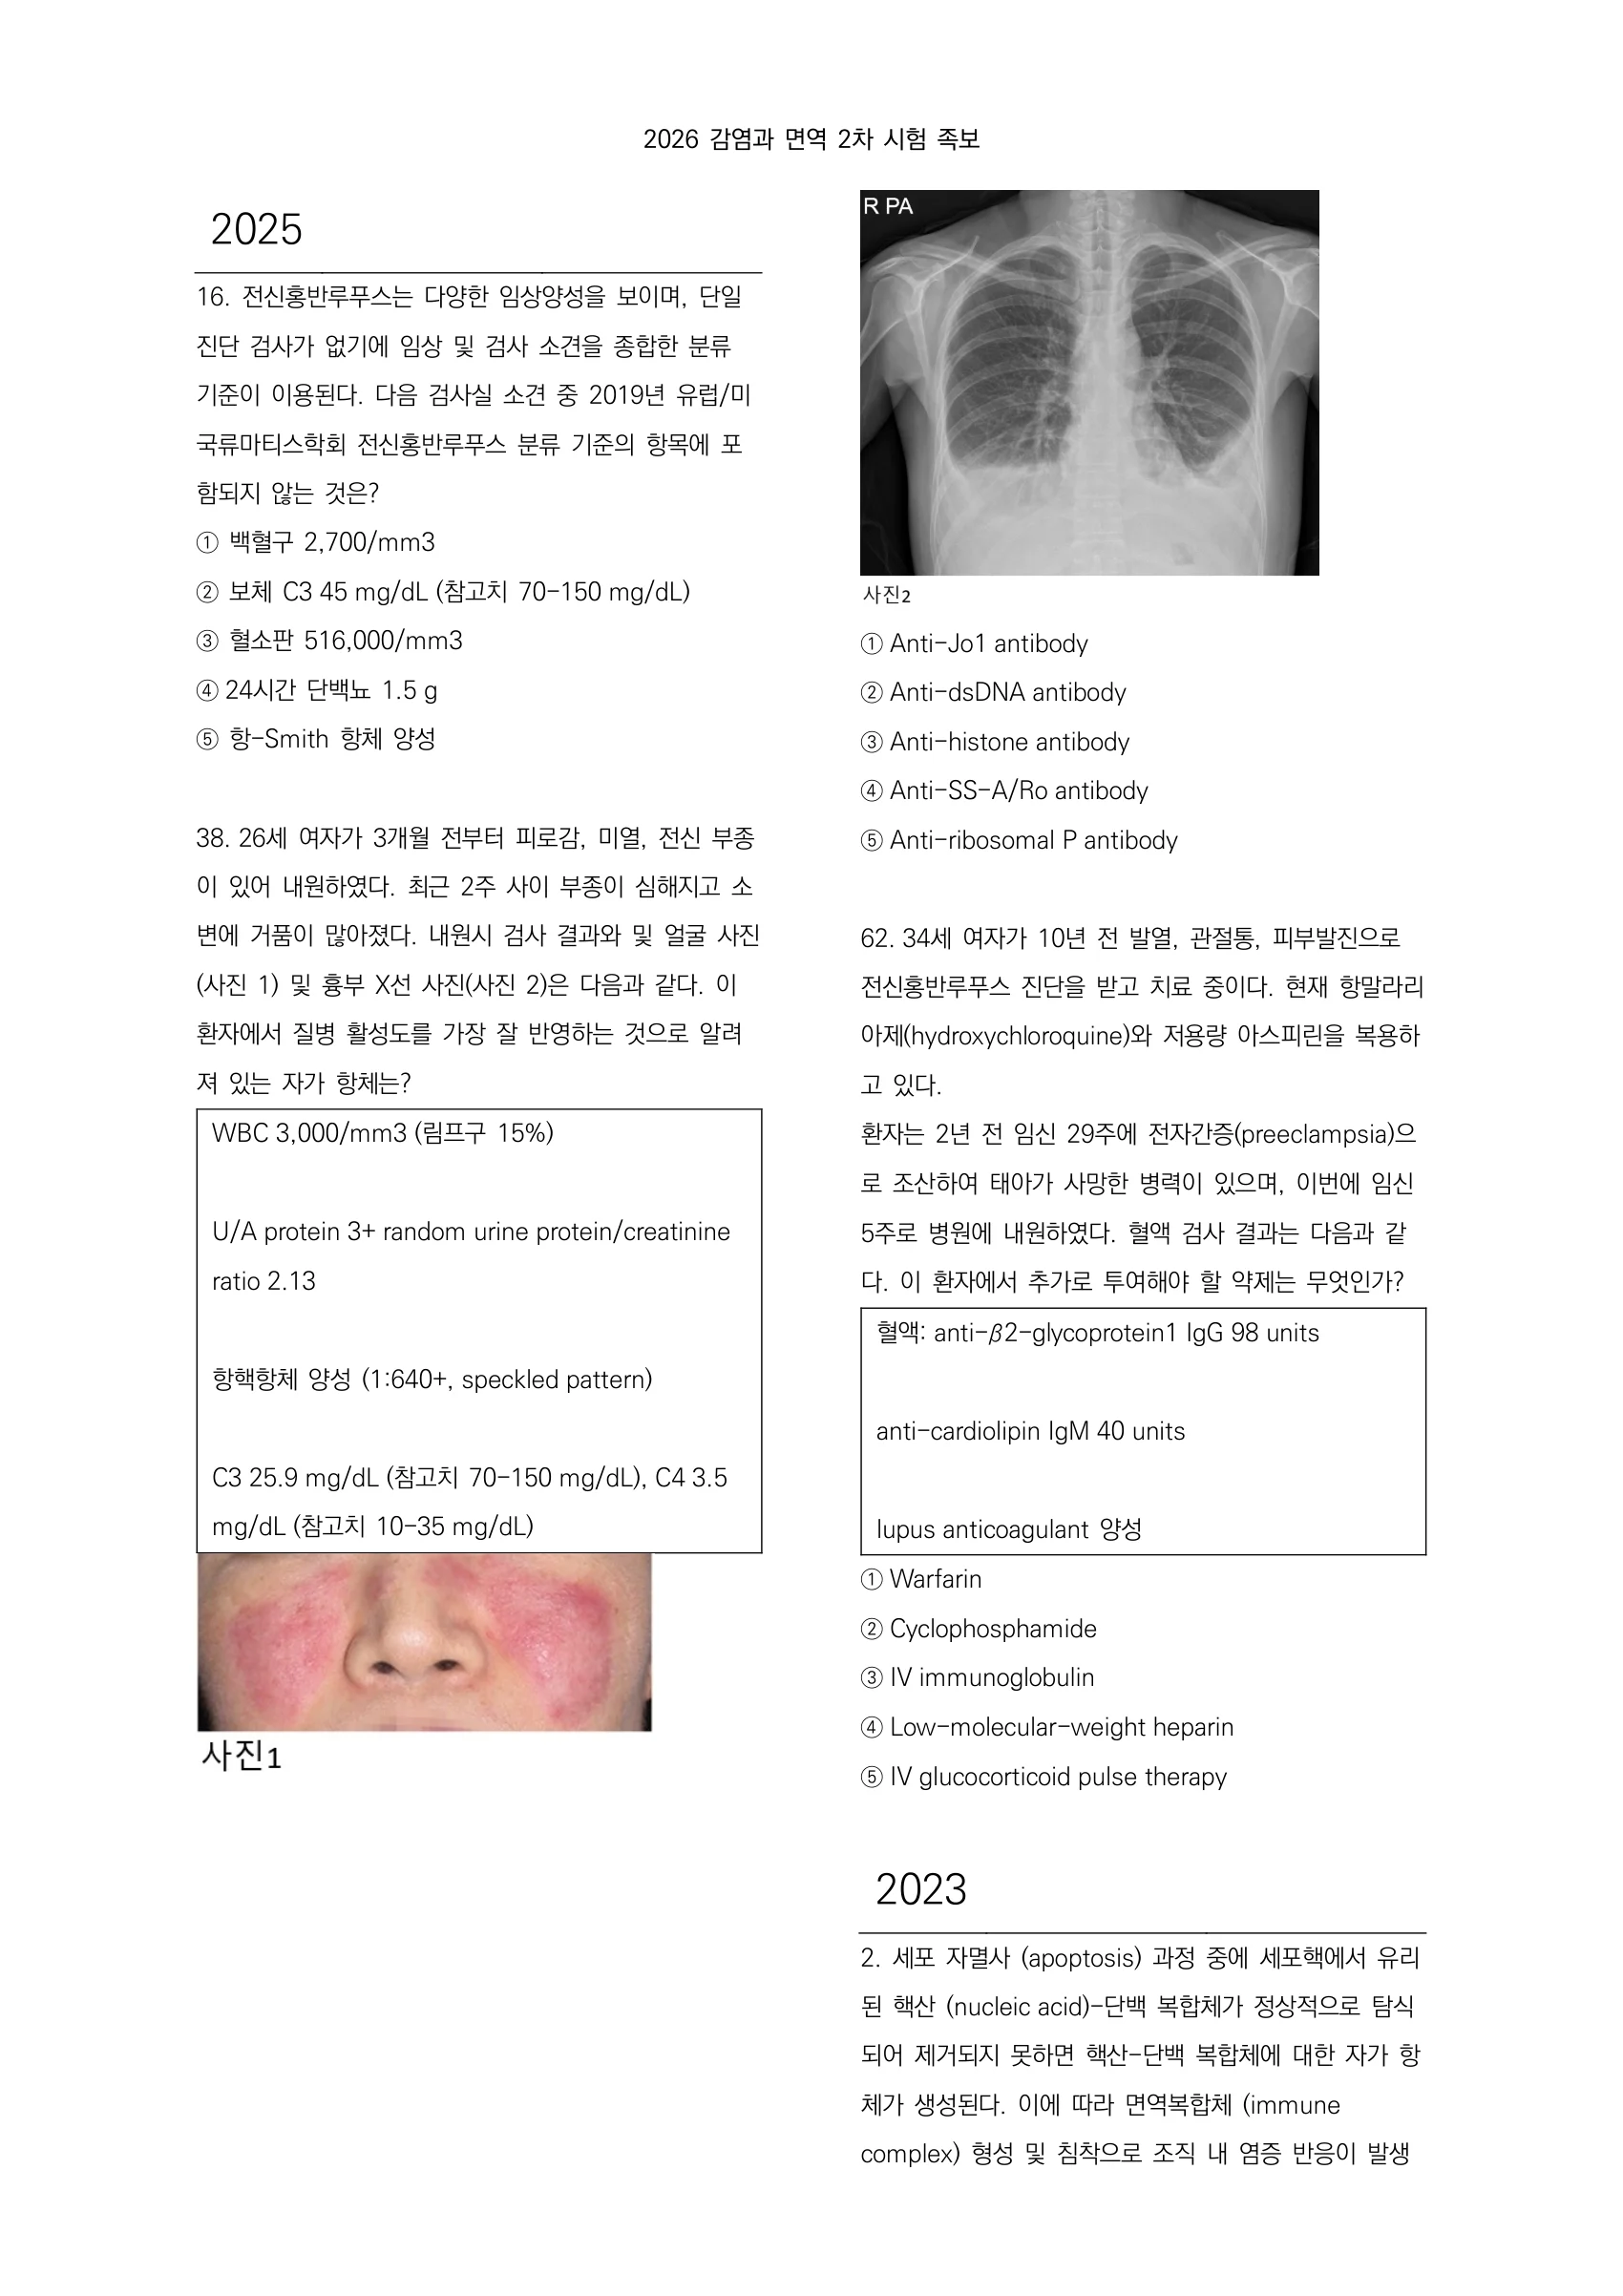 2026 감염과 면역 2차 시험 족보
2025
16. 전신홍반루푸스는 다양한 임상양성을 보이며, 단일
진단 검사가 없기에 임상 및 검사 소견을 종합한 분류
기준이 이용된다. 다음 검사실 소견 중 2019년 유럽/미
국류마티스학회 전신홍반루푸스 분류 기준의 항목에 포
함되지 않는 것은?
① 백혈구 2,700/mm3
② 보체 C3 45 mg/dL (참고치 70-150 mg/dL)
③ 혈소판 516,000/mm3
④ 24시간 단백뇨 1.5 g
⑤ 항-Smith 항체 양성
38. 26세 여자가 3개월 전부터 피로감, 미열, 전신 부종
이 있어 내원하였다. 최근 2주 사이 부종이 심해지고 소
변에 거품이 많아졌다. 내원시 검사 결과와 및 얼굴 사진
(사진 1) 및 흉부 X선 사진(사진 2)은 다음과 같다. 이
환자에서 질병 활성도를 가장 잘 반영하는 것으로 알려
져 있는 자가 항체는?
WBC 3,000/mm3 (림프구 15%)
U/A protein 3+ random urine protein/creatinine
ratio 2.13
항핵항체 양성 (1:640+, speckled pattern)
C3 25.9 mg/dL (참고치 70-150 mg/dL), C4 3.5
mg/dL (참고치 10-35 mg/dL)
사진1
R PA
사진2
① Anti-Jo1 antibody
② Anti-dsDNA antibody
③ Anti-histone antibody
④ Anti-SS-A/Ro antibody
⑤ Anti-ribosomal P antibody
62. 34세 여자가 10년 전 발열, 관절통, 피부발진으로
전신홍반루푸스 진단을 받고 치료 중이다. 현재 항말라리
아제(hydroxychloroquine)와 저용량 아스피린을 복용하
고 있다.
환자는 2년 전 임신 29주에 전자간증(preeclampsia)으
로 조산하여 태아가 사망한 병력이 있으며, 이번에 임신
5주로 병원에 내원하였다. 혈액 검사 결과는 다음과 같
다. 이 환자에서 추가로 투여해야 할 약제는 무엇인가?
혈액: anti-β2-glycoprotein1 IgG 98 units
anti-cardiolipin IgM 40 units
lupus anticoagulant 양성
① Warfarin
② Cyclophosphamide
③ IV immunoglobulin
④ Low-molecular-weight heparin
⑤ IV glucocorticoid pulse therapy
2023
2. 세포 자멸사 (apoptosis) 과정 중에 세포핵에서 유리
된 핵산 (nucleic acid)-단백 복합체가 정상적으로 탐식
되어 제거되지 못하면 핵산-단백 복합체에 대한 자가 항
체가 생성된다. 이에 따라 면역복합체 (immune
complex) 형성 및 침착으로 조직 내 염증 반응이 발생